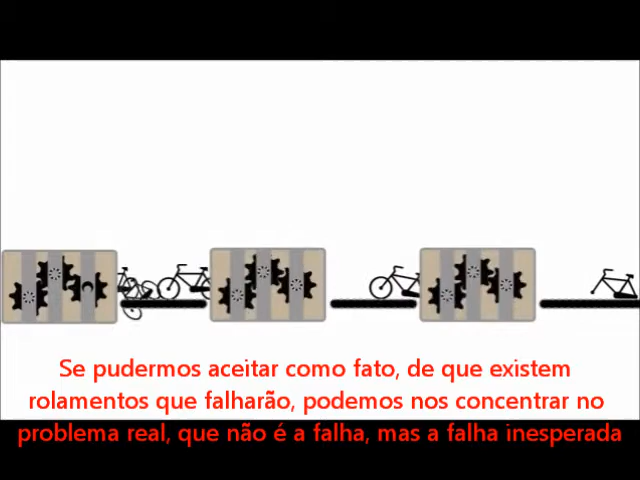 Se pudermos aceitar como fato, de que existem
rolamentos que falharão, podemos nos concentrar no
problema real, que não é a falha, mas a falha inesperada